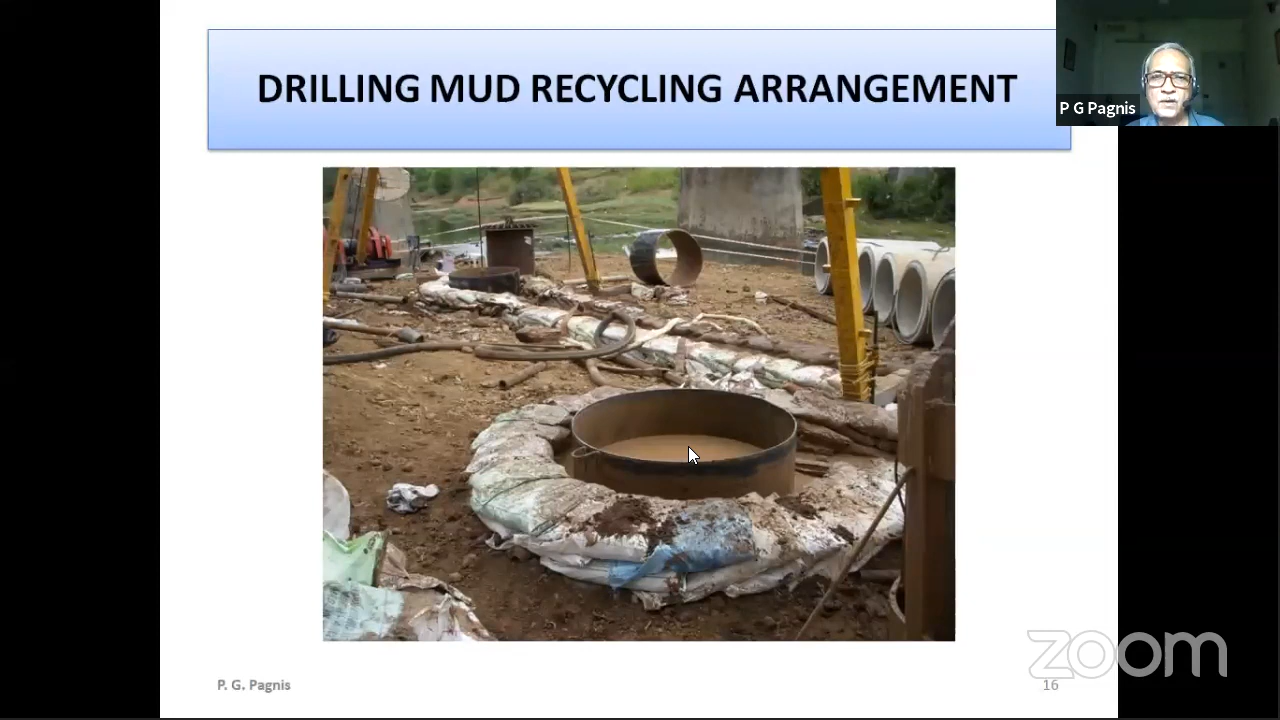 DRILLING MUD RECYCLING ARRANGEMENT
P G Pagnis
zoom
P. G. Pagnis
16